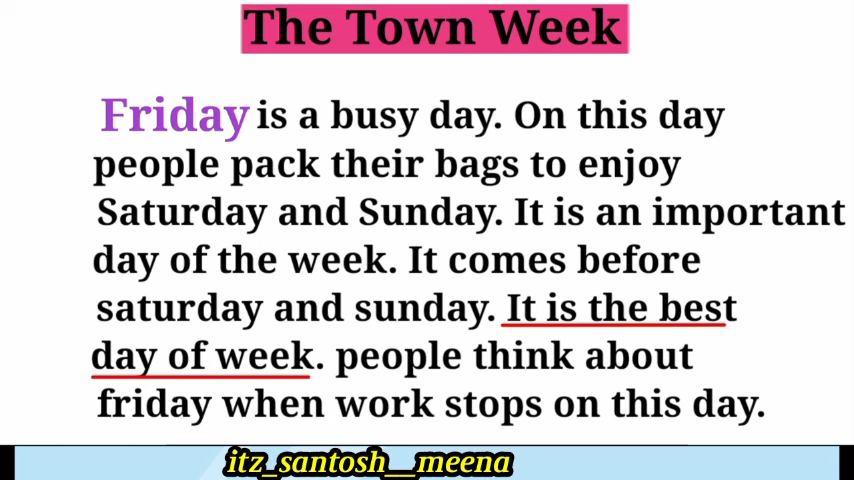 The Town Week
Friday is a busy day. On this day
people pack their bags to enjoy
Saturday and Sunday. It is an important
day of the week. It comes before
saturday and sunday. It is the best
day of week. people think about
friday when work stops on this day.
itz_santosh__meena